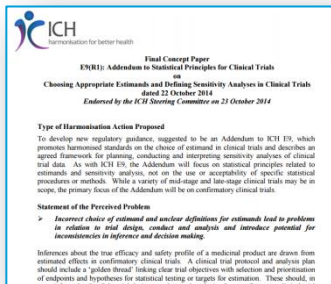 ICH
harmonisation for better health
Final Concept Paper
E9(R1): Addendum to Statistical Principles for Clinical Trials
on
Choosing Appropriate Estimands and Defining Sensitivity Analyses in Clinical Trials
dated 22 October 2014
Endorsed by the ICH Steering Committee on 23 October 2014
Type of Harmonisation Action Proposed
To develop new regulatory guidance, suggested to be an Addendum to ICH E9, which
promotes harmonised standards on the choice of estimand in clinical trials and describes an
agreed framework for planning, conducting and interpreting sensitivity analyses of clinical
trial data. As with ICH E9, the Addendum will focus on statistical principles related to
estimands and sensitivity analysis, not on the use or acceptability of specific statistical
procedures or methods. While a variety of mid-stage and late-stage clinical trials may be in
scope, the primary focus of the Addendum will be on confirmatory clinical trials.
Statement of the Perceived Problem
➢ Incorrect choice of estimand and unclear definitions for estimands lead to problems
in relation to trial design, conduct and analysis and introduce potential for
inconsistencies in inference and decision making.
Inferences about the true efficacy and safety profile of a medicinal product are drawn from
estimated effects in confirmatory clinical trials. A clinical trial protocol and analysis plan
should include a 'golden thread' linking clear trial objectives with selection and prioritisation
of endpoints and hypotheses for statistical testing or targets for estimation. These should, in